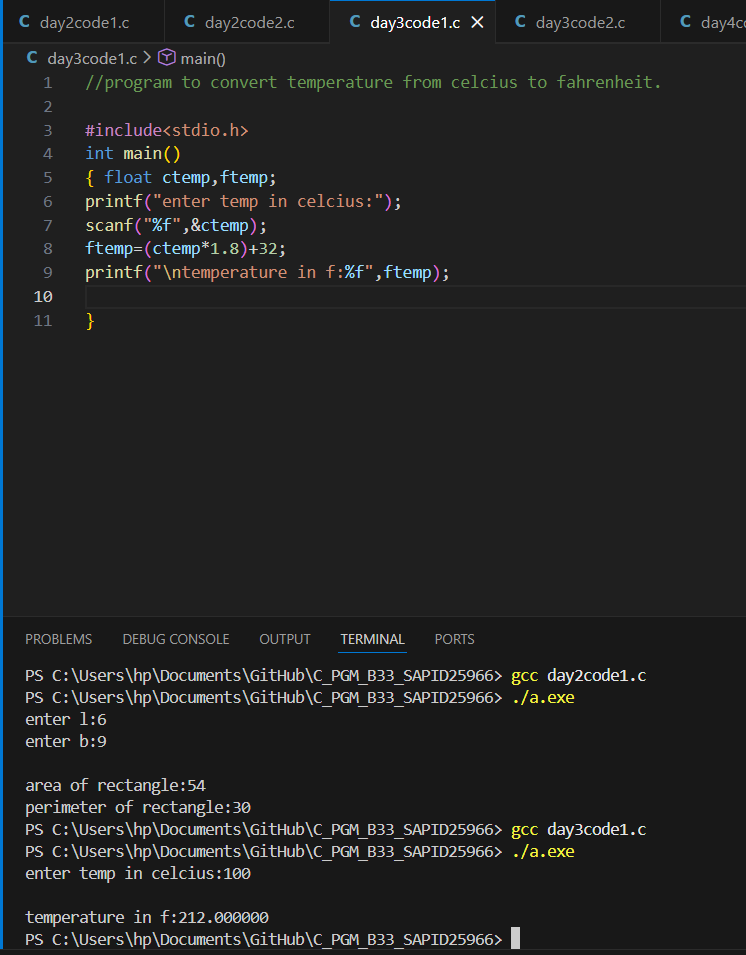 C day2code1.c C day2code2.c C day3code1.c C day3code2.c C
C day3code1.c > main()
1 //program to convert temperature from celcius to fahrenheit.
2
3 #include<stdio.h>
4 int main()
5 { float ctemp,ftemp;
6 printf("enter temp in celcius:");
7 scanf("%f",&ctemp);
8 ftemp=(ctemp*1.8)+32;
9 printf("\ntemperature in f:%f",ftemp);
10
11 }
PROBLEMS DEBUG CONSOLE OUTPUT TERMINAL PORTS
PS C:\Users\hp\Documents\GitHub\C_PGM_B33_SAPID25966> gcc day2code1.c
PS C:\Users\hp\Documents\GitHub\C_PGM_B33_SAPID25966> ./a.exe
enter l:6
enter b:9
area of rectangle:54
perimeter of rectangle:30
PS C:\Users\hp\Documents\GitHub\C_PGM_B33_SAPID25966> gcc day3code1.c
PS C:\Users\hp\Documents\GitHub\C_PGM_B33_SAPID25966> ./a.exe
enter temp in celcius:100
temperature in f:212.000000
PS C:\Users\hp\Documents\GitHub\C_PGM_B33_SAPID25966>